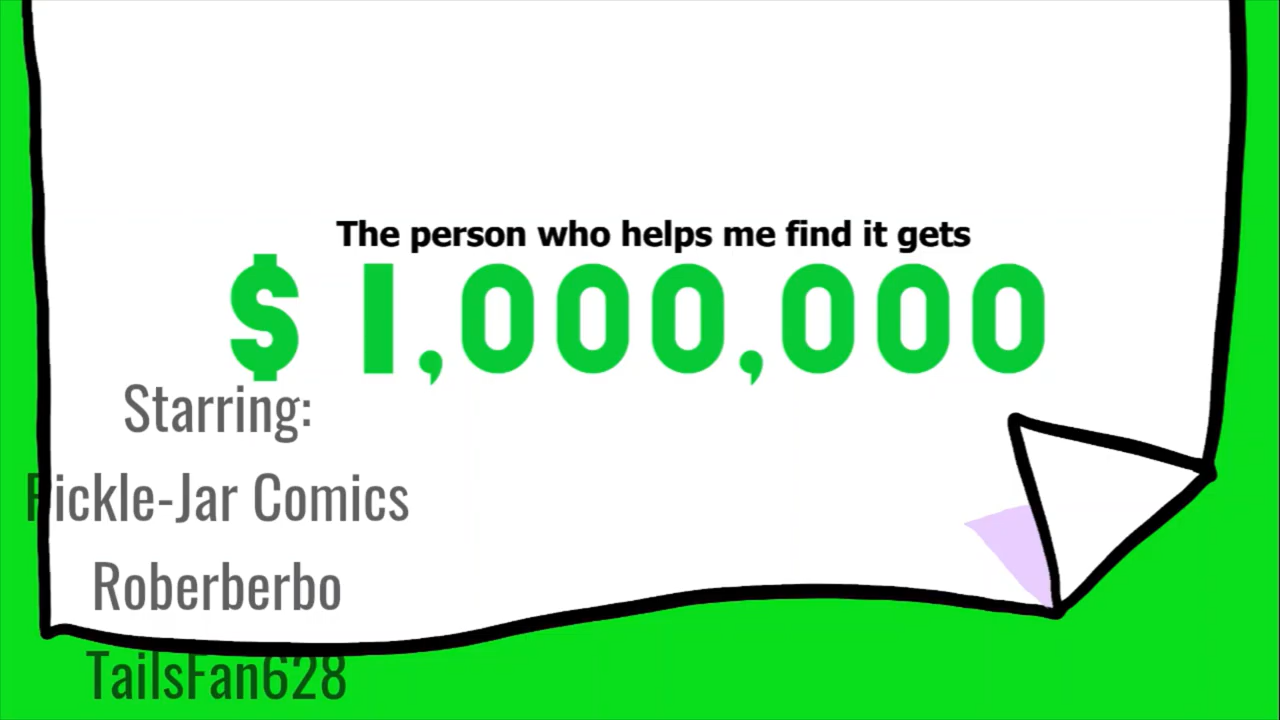 The person who helps me find it gets
$ 1,000,000
Starring:
Pickle-Jar Comics
Roberberbo
TailsFan628